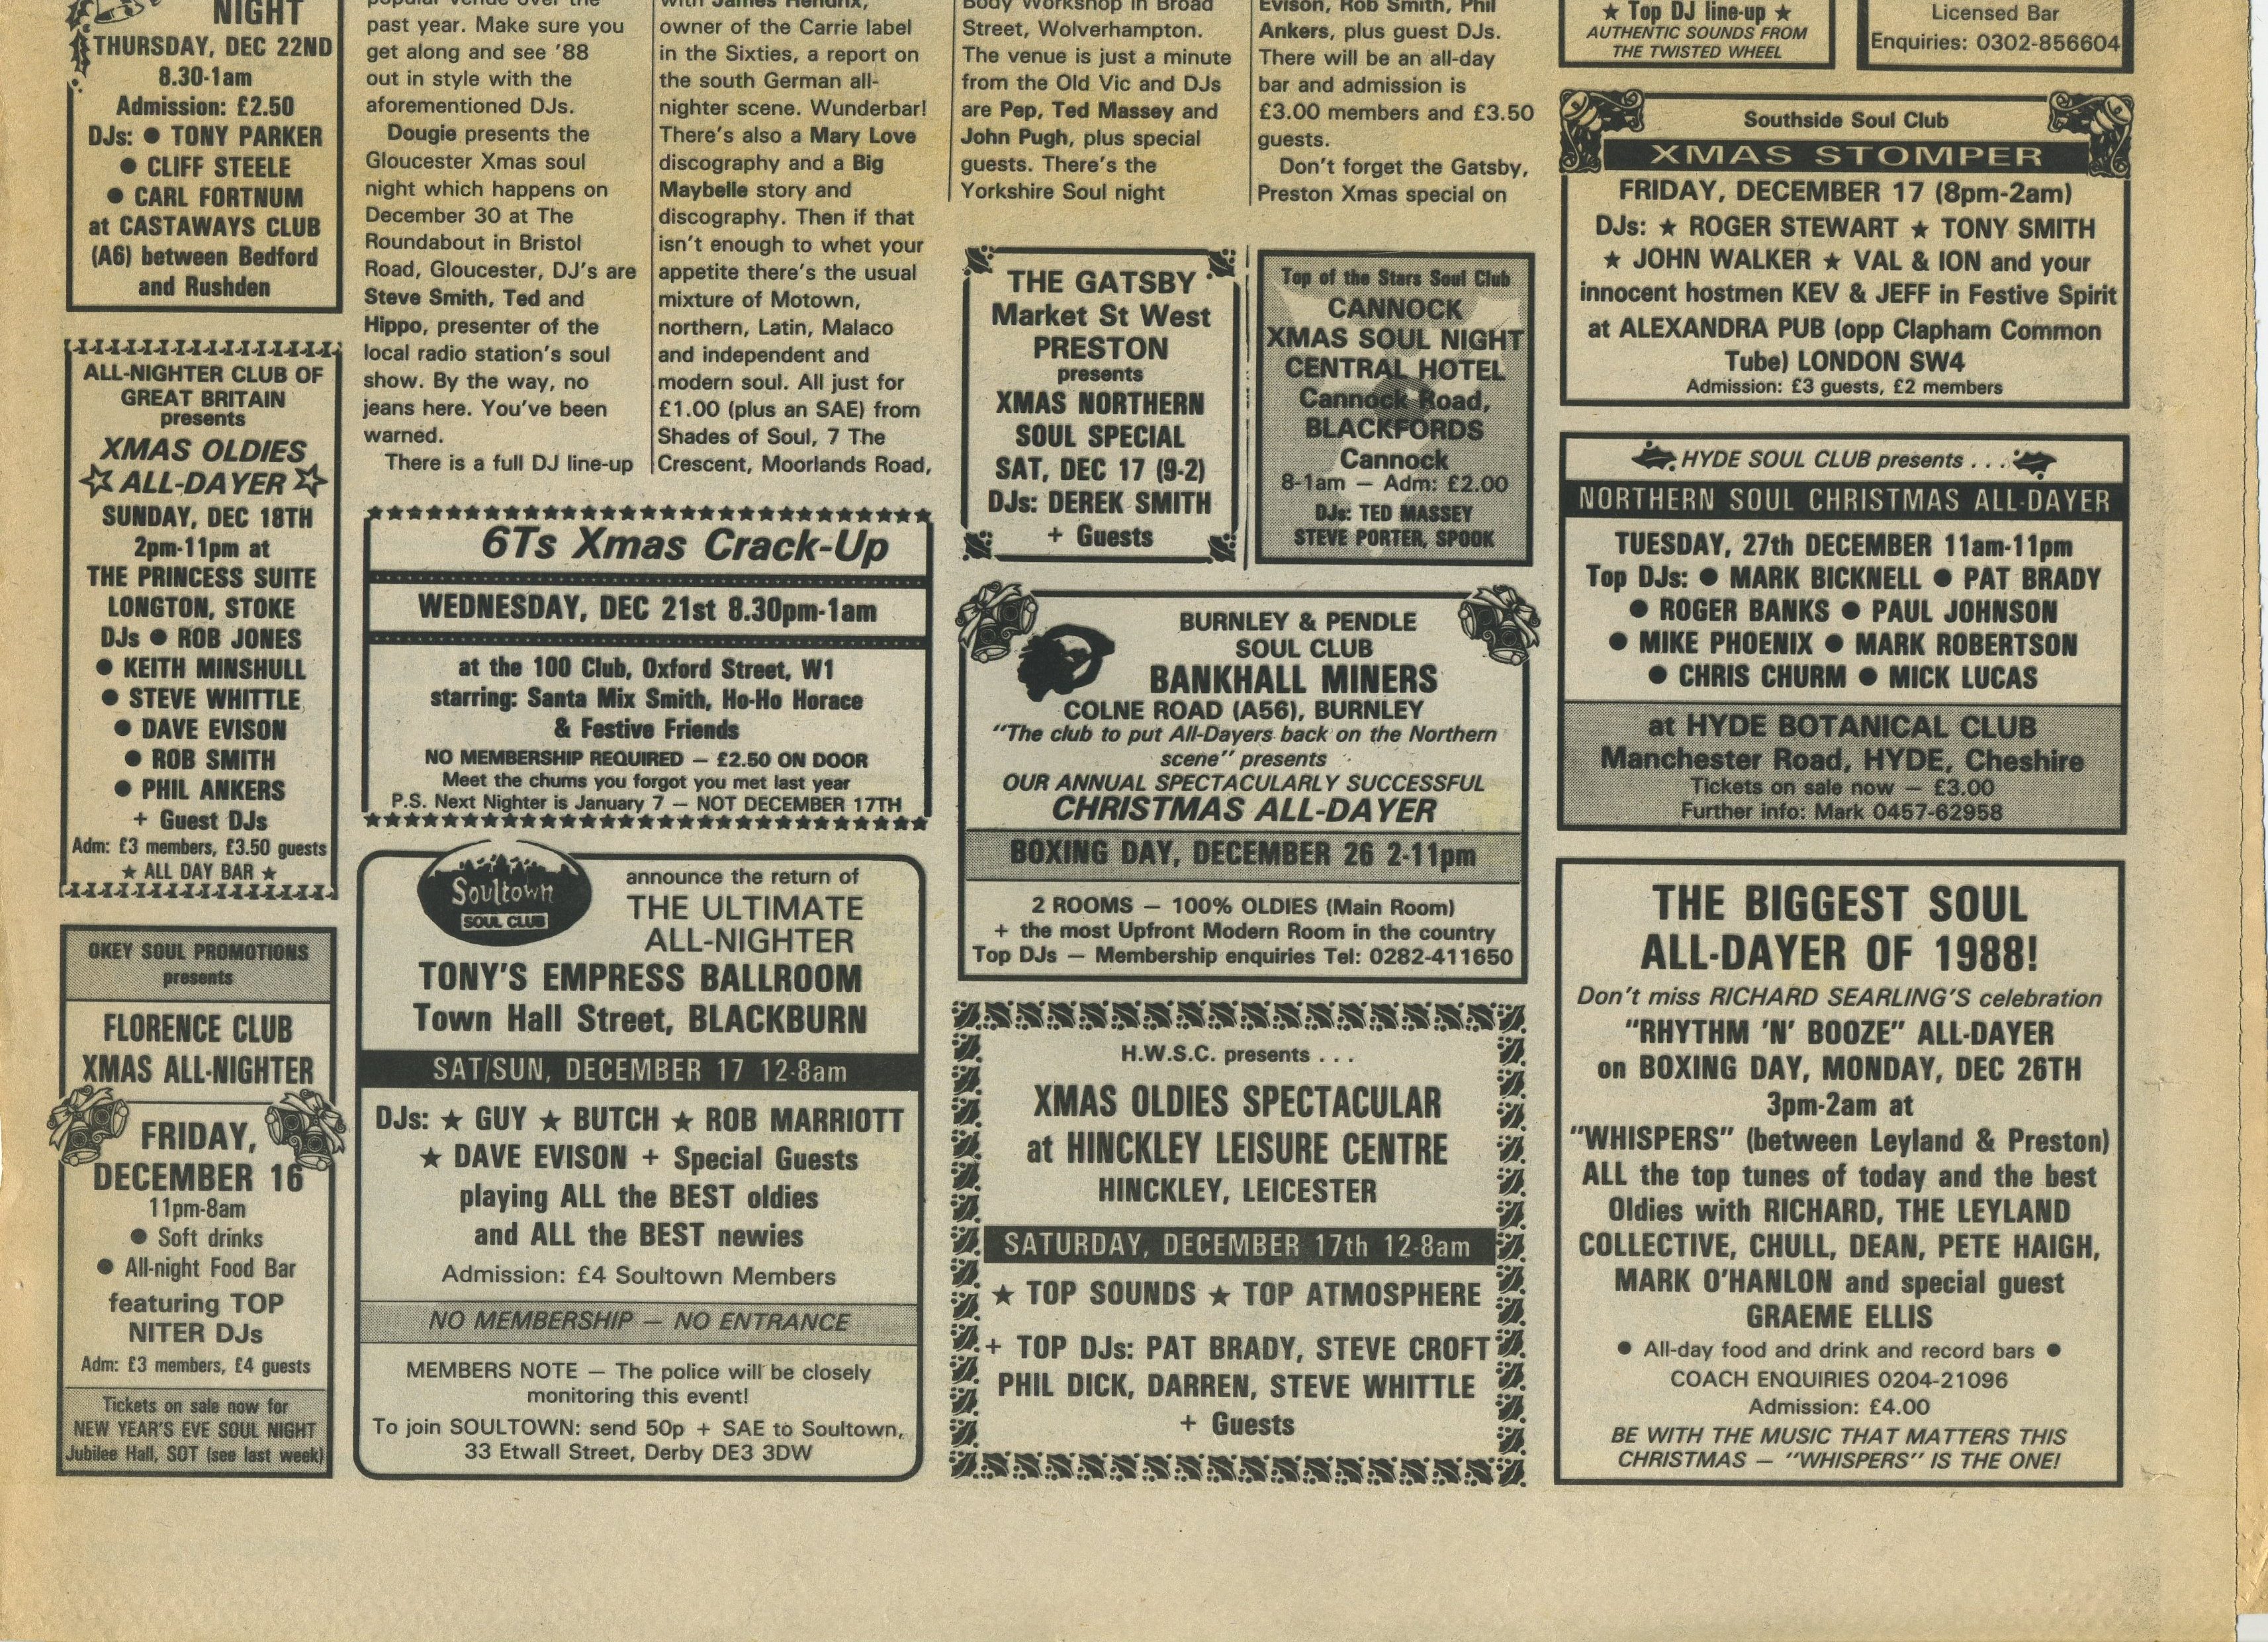 NIGHT
THURSDAY, DEC 22ND
8.30-1am
Admission: £2.50
DJs: ● TONY PARKER
● CLIFF STEELE
● CARL FORTNUM
at CASTAWAYS CLUB
(A6) between Bedford
and Rushden
ALL-NIGHTER CLUB OF
GREAT BRITAIN
presents
XMAS OLDIES
☆ ALL-DAYER ☆
SUNDAY, DEC 18TH
2pm-11pm at
THE PRINCESS SUITE
LONGTON, STOKE
DJs ● ROB JONES
● KEITH MINSHULL
● STEVE WHITTLE
● DAVE EVISON
● ROB SMITH
● PHIL ANKERS
+ Guest DJs
Adm: £3 members, £3.50 guests
★ ALL DAY BAR ★
OKEY SOUL PROMOTIONS
presents
FLORENCE CLUB
XMAS ALL-NIGHTER
FRIDAY,
DECEMBER 16
11pm-8am
● Soft drinks
● All-night Food Bar
featuring TOP
NITER DJs
Adm: £3 members, £4 guests
Tickets on sale now for
NEW YEAR'S EVE SOUL NIGHT
Jubilee Hall, SOT (see last week)
popular venue over the
past year. Make sure you
get along and see '88
out in style with the
aforementioned DJs.
Dougie presents the
Gloucester Xmas soul
night which happens on
December 30 at The
Roundabout in Bristol
Road, Gloucester, DJ's are
Steve Smith, Ted and
Hippo, presenter of the
local radio station's soul
show. By the way, no
jeans here. You've been
warned.
There is a full DJ line-up
with James Hendrix,
owner of the Carrie label
in the Sixties, a report on
the south German all-
nighter scene. Wunderbar!
There's also a Mary Love
discography and a Big
Maybelle story and
discography. Then if that
isn't enough to whet your
appetite there's the usual
mixture of Motown,
northern, Latin, Malaco
and independent and
modern soul. All just for
£1.00 (plus an SAE) from
Shades of Soul, 7 The
Crescent, Moorlands Road,
6Ts Xmas Crack-Up
WEDNESDAY, DEC 21st 8.30pm-1am
at the 100 Club, Oxford Street, W1
starring: Santa Mix Smith, Ho-Ho Horace
& Festive Friends
NO MEMBERSHIP REQUIRED — £2.50 ON DOOR
Meet the chums you forgot you met last year
P.S. Next Nighter is January 7 — NOT DECEMBER 17TH
Soultown
SOUL CLUB
announce the return of
THE ULTIMATE
ALL-NIGHTER
TONY'S EMPRESS BALLROOM
Town Hall Street, BLACKBURN
SAT/SUN, DECEMBER 17 12-8am
DJs: ★ GUY ★ BUTCH ★ ROB MARRIOTT
★ DAVE EVISON + Special Guests
playing ALL the BEST oldies
and ALL the BEST newies
Admission: £4 Soultown Members
NO MEMBERSHIP — NO ENTRANCE
MEMBERS NOTE — The police will be closely
monitoring this event!
To join SOULTOWN: send 50p + SAE to Soultown,
33 Etwall Street, Derby DE3 3DW
Body Workshop in Broad
Street, Wolverhampton.
The venue is just a minute
from the Old Vic and DJs
are Pep, Ted Massey and
John Pugh, plus special
guests. There's the
Yorkshire Soul night
Evison, Rob Smith, Phil
Ankers, plus guest DJs.
There will be an all-day
bar and admission is
£3.00 members and £3.50
guests.
Don't forget the Gatsby,
Preston Xmas special on
THE GATSBY
Market St West
PRESTON
presents
XMAS NORTHERN
SOUL SPECIAL
SAT, DEC 17 (9-2)
DJs: DEREK SMITH
+ Guests
Top of the Stars Soul Club
CANNOCK
XMAS SOUL NIGHT
CENTRAL HOTEL
Cannock Road,
BLACKFORDS
Cannock
8-1am — Adm: £2.00
DJs: TED MASSEY
STEVE PORTER, SPOOK
BURNLEY & PENDLE
SOUL CLUB
BANKHALL MINERS
COLNE ROAD (A56), BURNLEY
"The club to put All-Dayers back on the Northern
scene" presents
OUR ANNUAL SPECTACULARLY SUCCESSFUL
CHRISTMAS ALL-DAYER
BOXING DAY, DECEMBER 26 2-11pm
2 ROOMS — 100% OLDIES (Main Room)
+ the most Upfront Modern Room in the country
Top DJs — Membership enquiries Tel: 0282-411650
H.W.S.C. presents . . .
XMAS OLDIES SPECTACULAR
at HINCKLEY LEISURE CENTRE
HINCKLEY, LEICESTER
SATURDAY, DECEMBER 17th 12-8am
★ TOP SOUNDS ★ TOP ATMOSPHERE
+ TOP DJs: PAT BRADY, STEVE CROFT
PHIL DICK, DARREN, STEVE WHITTLE
+ Guests
★ Top DJ line-up ★
AUTHENTIC SOUNDS FROM
THE TWISTED WHEEL
Licensed Bar
Enquiries: 0302-856604
Southside Soul Club
XMAS STOMPER
FRIDAY, DECEMBER 17 (8pm-2am)
DJs: ★ ROGER STEWART ★ TONY SMITH
★ JOHN WALKER ★ VAL & ION and your
innocent hostmen KEV & JEFF in Festive Spirit
at ALEXANDRA PUB (opp Clapham Common
Tube) LONDON SW4
Admission: £3 guests, £2 members
HYDE SOUL CLUB presents . . .
NORTHERN SOUL CHRISTMAS ALL-DAYER
TUESDAY, 27th DECEMBER 11am-11pm
Top DJs: ● MARK BICKNELL ● PAT BRADY
● ROGER BANKS ● PAUL JOHNSON
● MIKE PHOENIX ● MARK ROBERTSON
● CHRIS CHURM ● MICK LUCAS
at HYDE BOTANICAL CLUB
Manchester Road, HYDE, Cheshire
Tickets on sale now — £3.00
Further info: Mark 0457-62958
THE BIGGEST SOUL
ALL-DAYER OF 1988!
Don't miss RICHARD SEARLING'S celebration
"RHYTHM 'N' BOOZE" ALL-DAYER
on BOXING DAY, MONDAY, DEC 26TH
3pm-2am at
"WHISPERS" (between Leyland & Preston)
ALL the top tunes of today and the best
Oldies with RICHARD, THE LEYLAND
COLLECTIVE, CHULL, DEAN, PETE HAIGH,
MARK O'HANLON and special guest
GRAEME ELLIS
● All-day food and drink and record bars ●
COACH ENQUIRIES 0204-21096
Admission: £4.00
BE WITH THE MUSIC THAT MATTERS THIS
CHRISTMAS — "WHISPERS" IS THE ONE!